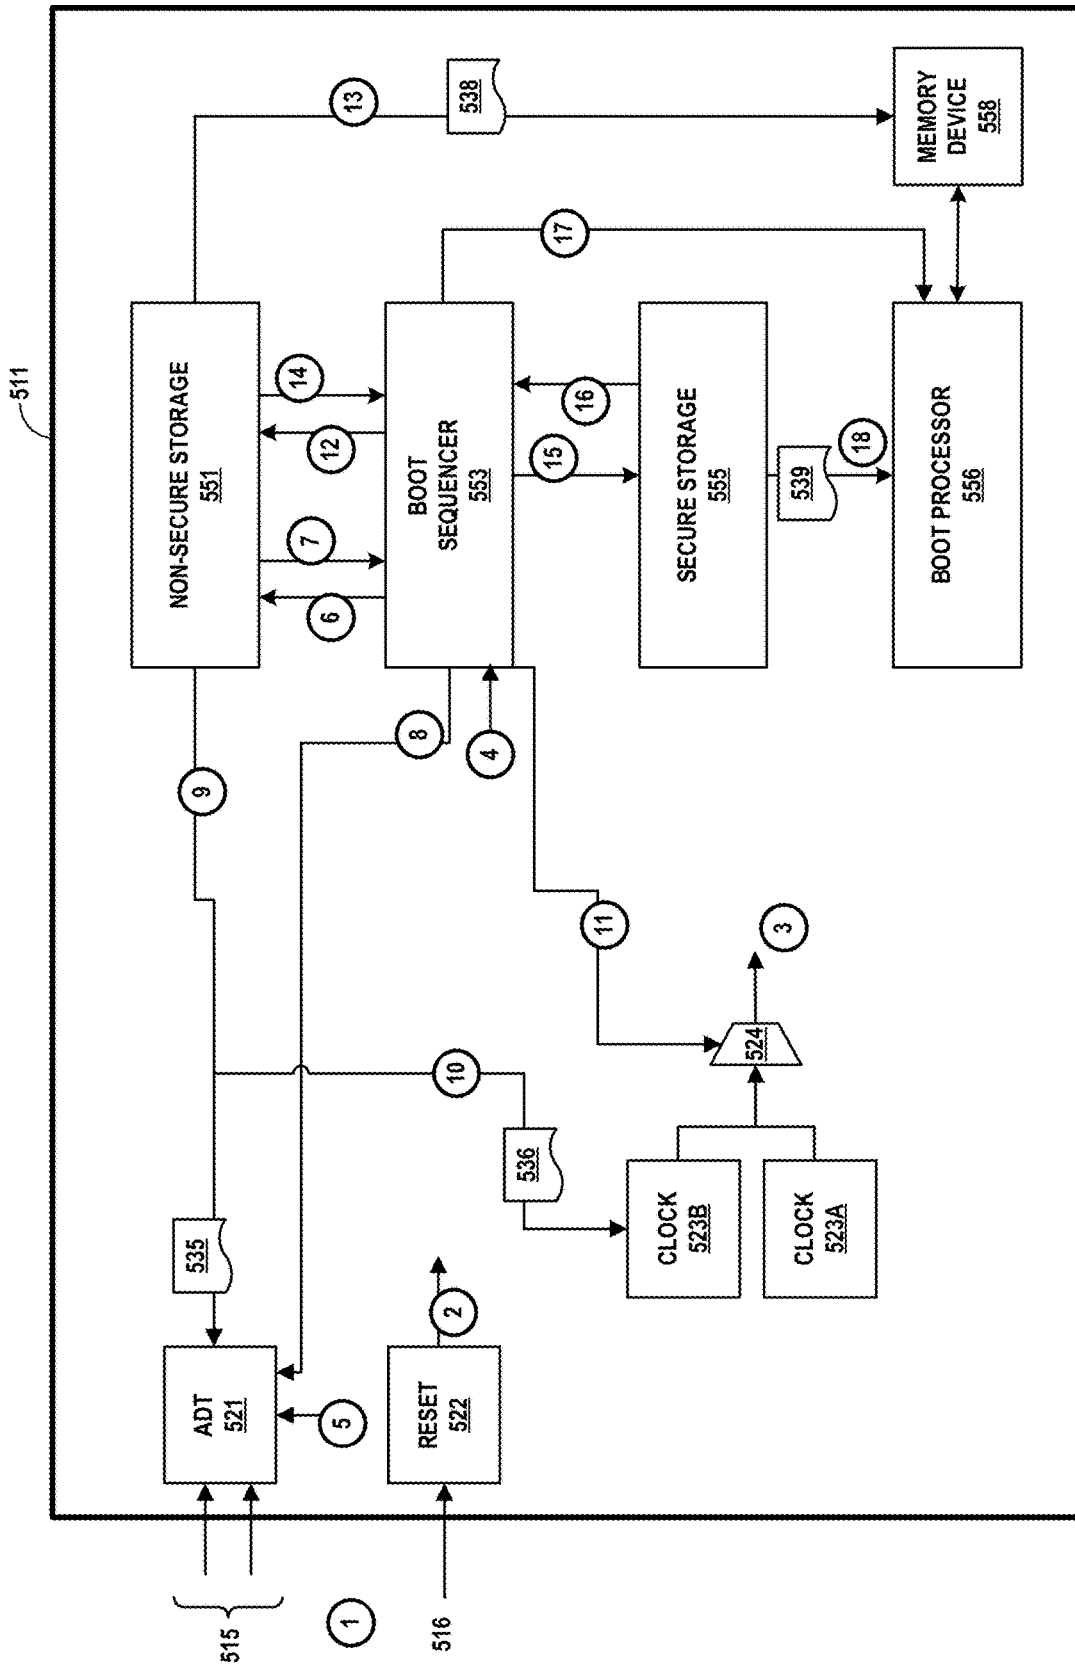 511
NON-SECURE STORAGE
551
13
538
MEMORY
DEVICE
558
6
7
12
14
BOOT
SEQUENCER
553
17
15
16
SECURE STORAGE
555
539
18
BOOT PROCESSOR
556
9
8
4
11
3
10
524
535
536
CLOCK
523B
CLOCK
523A
ADT
521
5
RESET
522
2
515
1
516